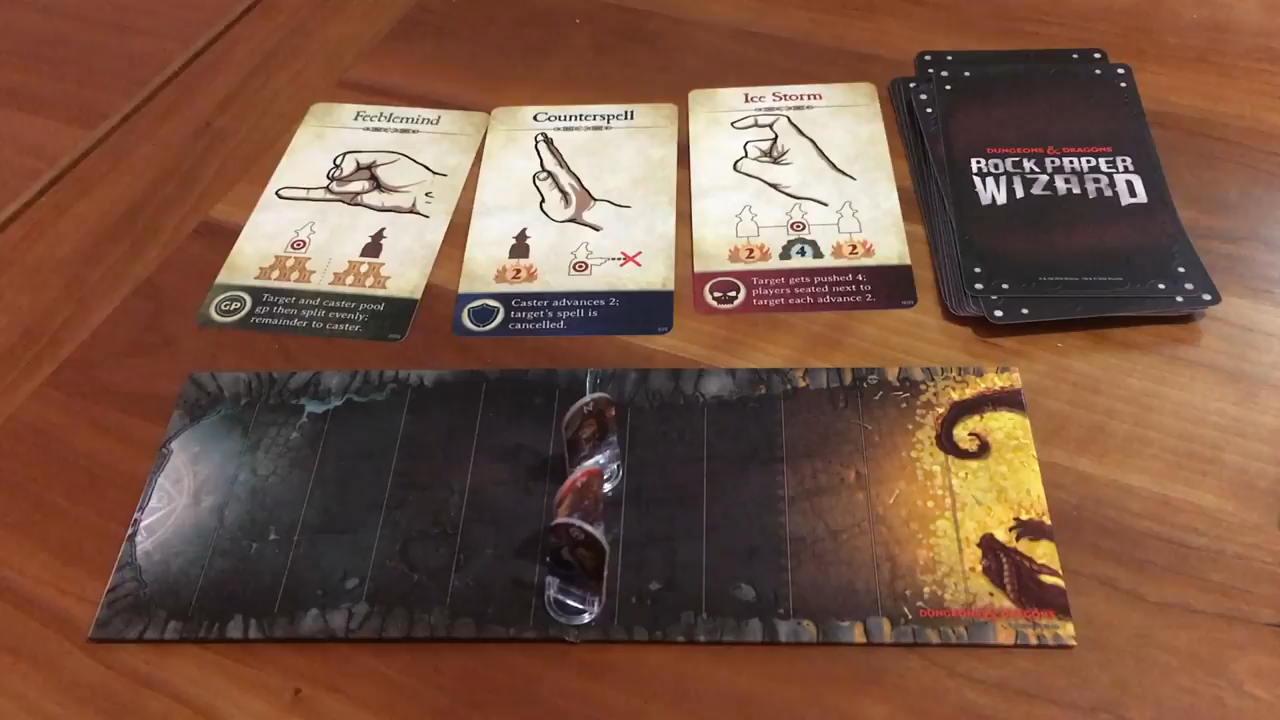 Feeblemind
GP
Target and caster pool
gp then split evenly;
remainder to caster.
Counterspell
2
Caster advances 2;
target's spell is
cancelled.
Ice Storm
2
4
2
Target gets pushed 4;
players seated next to
target each advance 2.
DUNGEONS & DRAGONS
ROCK PAPER
WIZARD
DUNGEONS & DRAGONS